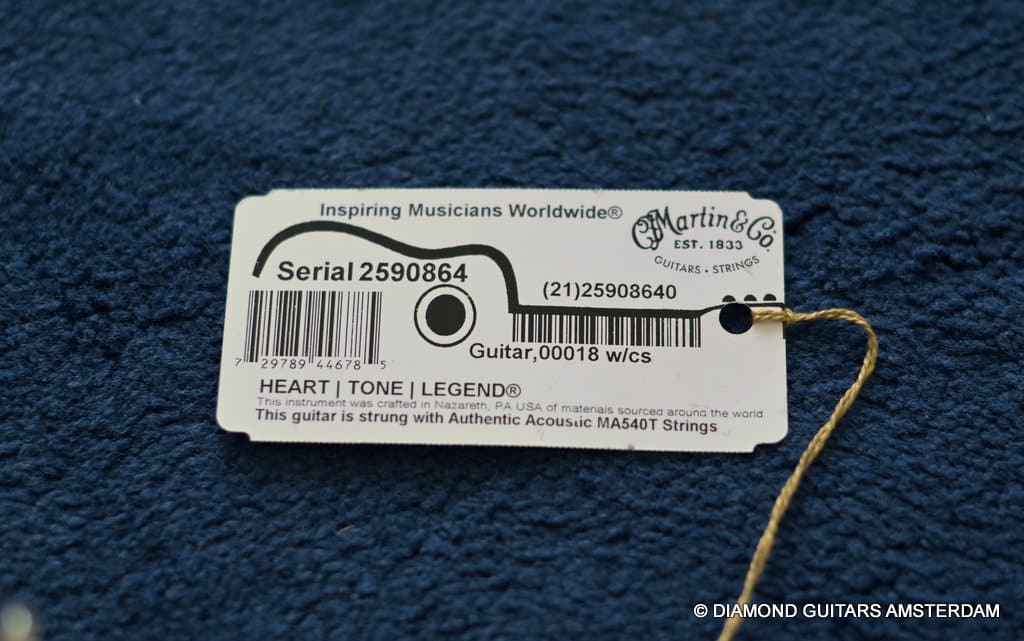 Inspiring Musicians Worldwide®
CF Martin & Co.
EST. 1833
GUITARS • STRINGS
Serial 2590864
(21)25908640
7 29789 44678 5
Guitar,00018 w/cs
HEART | TONE | LEGEND®
This instrument was crafted in Nazareth, PA USA of materials sourced around the world.
This guitar is strung with Authentic Acoustic MA540T Strings
© DIAMOND GUITARS AMSTERDAM